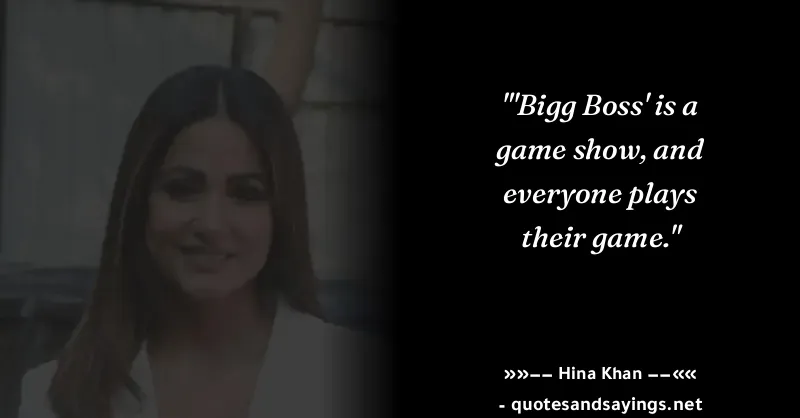 "'Bigg Boss' is a
game show, and
everyone plays
their game."
»»−− Hina Khan −−««
- quotesandsayings.net